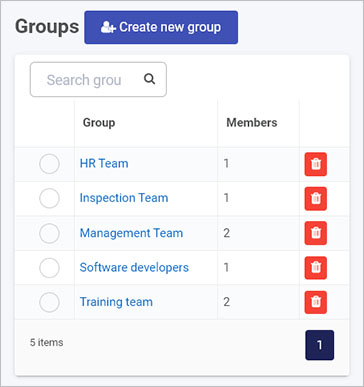 Groups Create new group
Search grou
Group Members
HR Team 1
Inspection Team 1
Management Team 2
Software developers 1
Training team 2
5 items 1